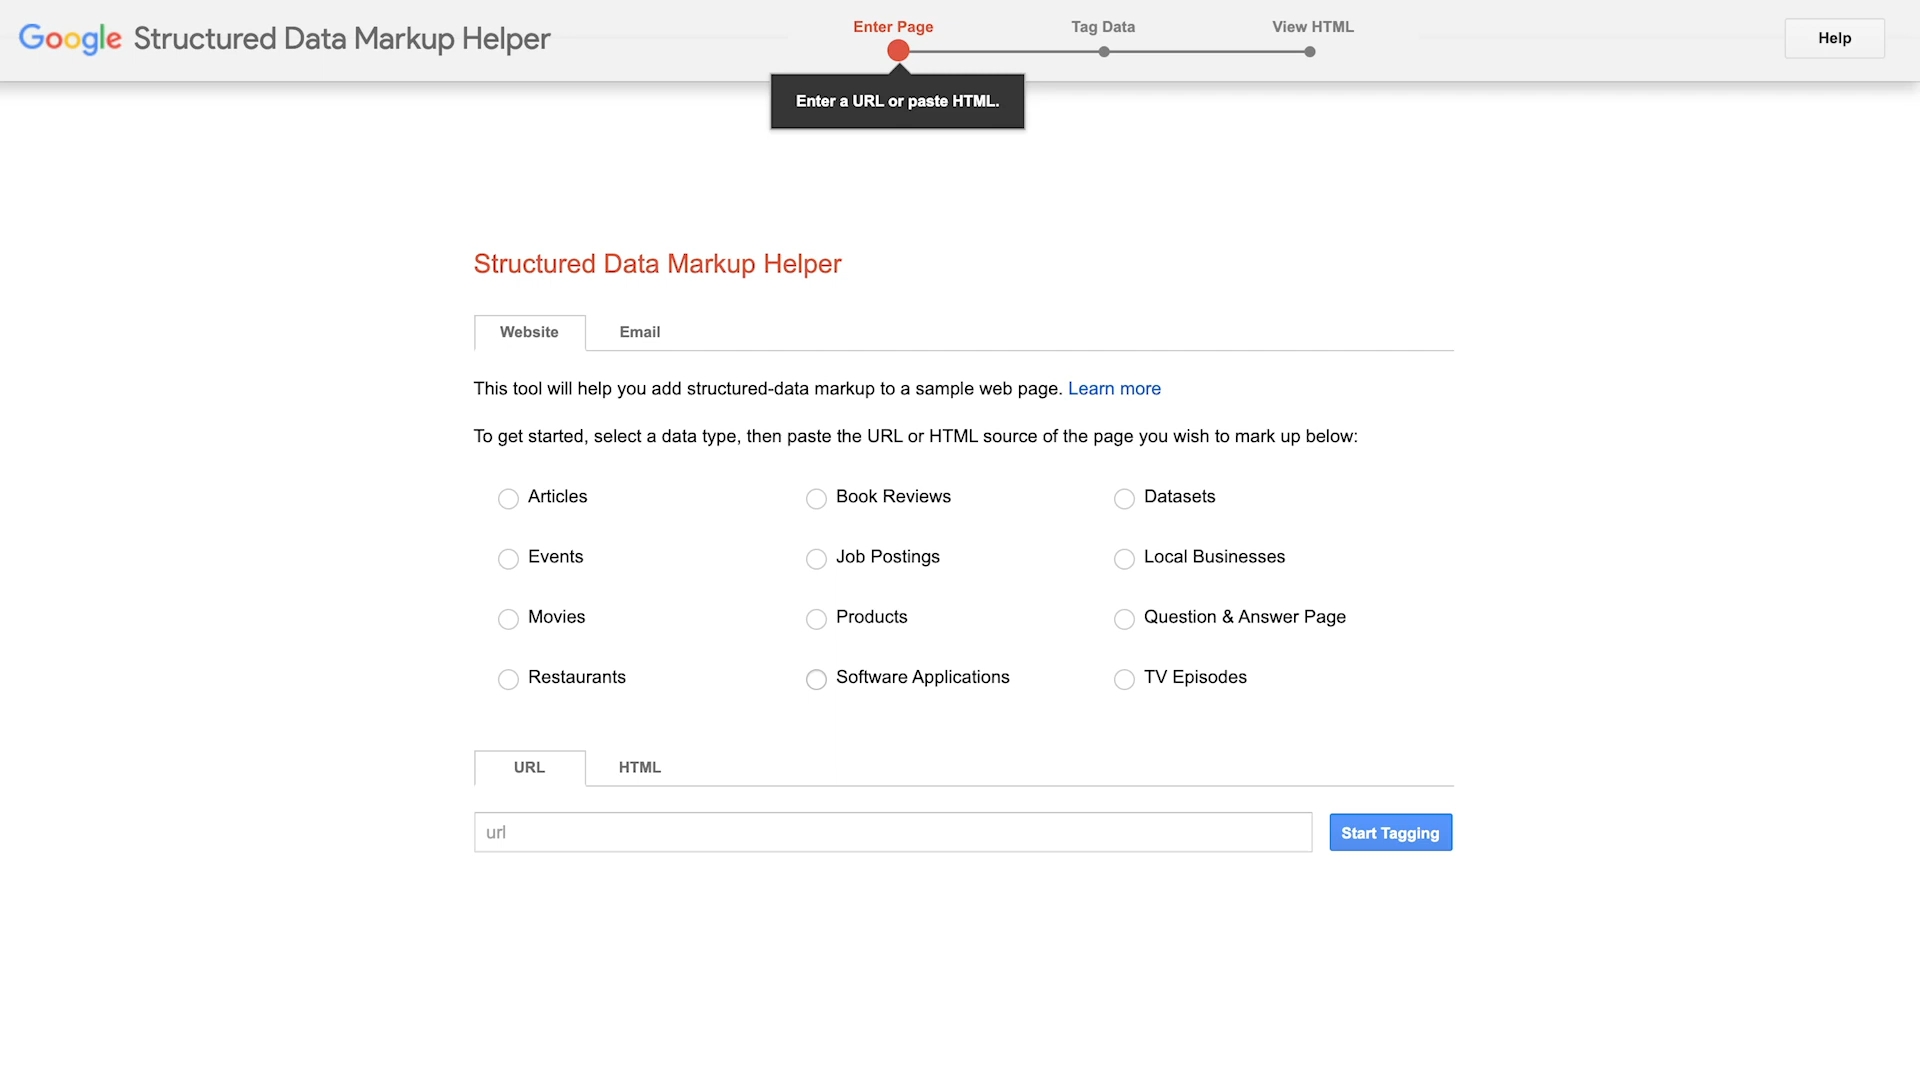 Google Structured Data Markup Helper
Enter Page
Tag Data
View HTML
Help
Enter a URL or paste HTML.
Structured Data Markup Helper
Website
Email
This tool will help you add structured-data markup to a sample web page. Learn more
To get started, select a data type, then paste the URL or HTML source of the page you wish to mark up below:
Articles
Book Reviews
Datasets
Events
Job Postings
Local Businesses
Movies
Products
Question & Answer Page
Restaurants
Software Applications
TV Episodes
URL
HTML
url
Start Tagging